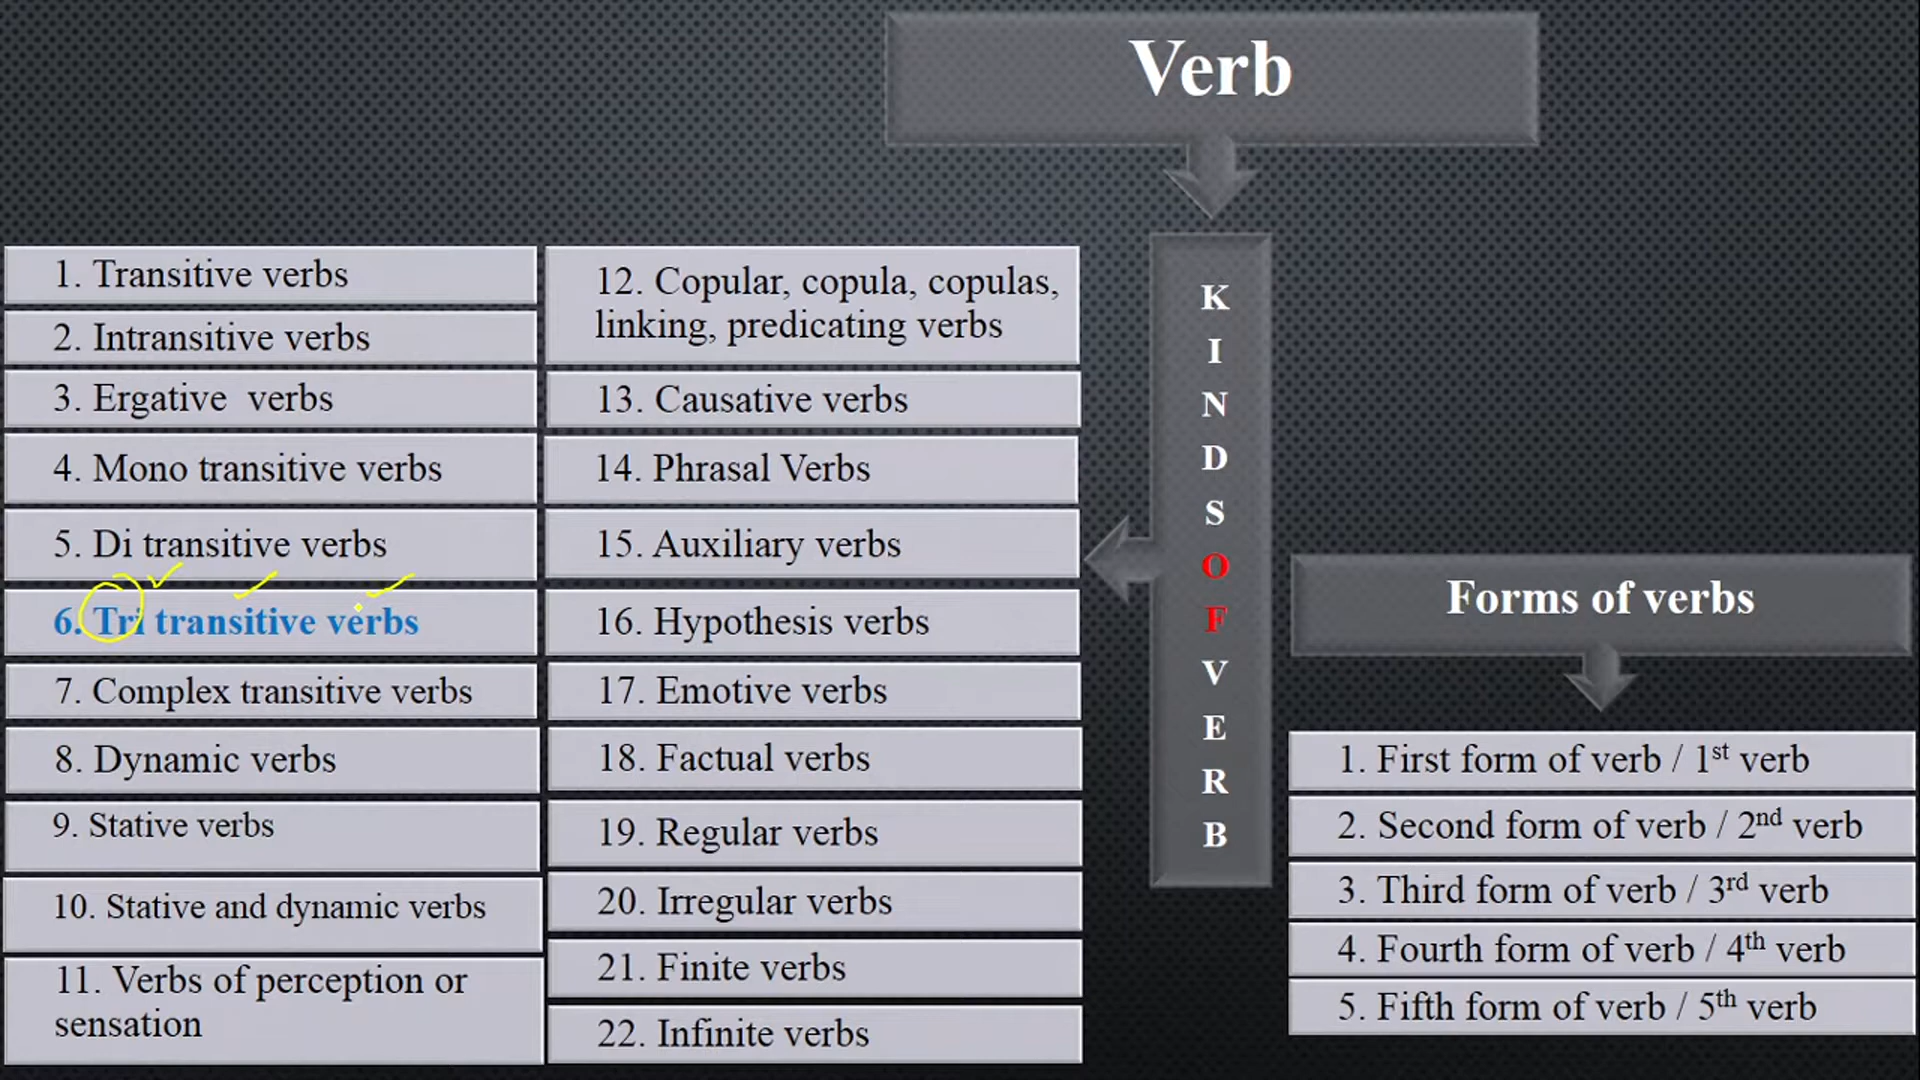 Verb
1. Transitive verbs
2. Intransitive verbs
3. Ergative verbs
4. Mono transitive verbs
5. Di transitive verbs
6. Tri transitive verbs
7. Complex transitive verbs
8. Dynamic verbs
9. Stative verbs
10. Stative and dynamic verbs
11. Verbs of perception or
sensation
12. Copular, copula, copulas,
linking, predicating verbs
13. Causative verbs
14. Phrasal Verbs
15. Auxiliary verbs
16. Hypothesis verbs
17. Emotive verbs
18. Factual verbs
19. Regular verbs
20. Irregular verbs
21. Finite verbs
22. Infinite verbs
K
I
N
D
S
O
F
V
E
R
B
Forms of verbs
1. First form of verb / 1st verb
2. Second form of verb / 2nd verb
3. Third form of verb / 3rd verb
4. Fourth form of verb / 4th verb
5. Fifth form of verb / 5th verb